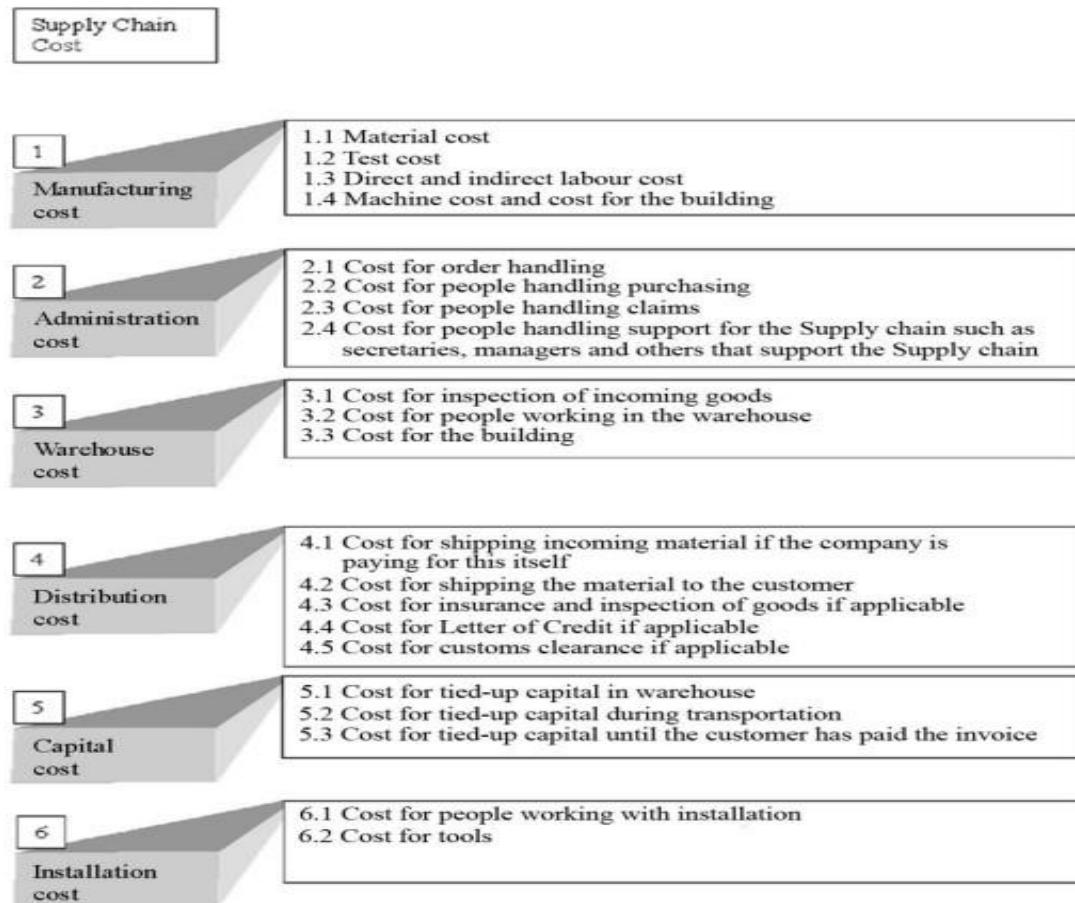 Supply Chain
Cost
1
Manufacturing
cost
1.1 Material cost
1.2 Test cost
1.3 Direct and indirect labour cost
1.4 Machine cost and cost for the building
2
Administration
cost
2.1 Cost for order handling
2.2 Cost for people handling purchasing
2.3 Cost for people handling claims
2.4 Cost for people handling support for the Supply chain such as
secretaries, managers and others that support the Supply chain
3
Warehouse
cost
3.1 Cost for inspection of incoming goods
3.2 Cost for people working in the warehouse
3.3 Cost for the building
4
Distribution
cost
4.1 Cost for shipping incoming material if the company is
paying for this itself
4.2 Cost for shipping the material to the customer
4.3 Cost for insurance and inspection of goods if applicable
4.4 Cost for Letter of Credit if applicable
4.5 Cost for customs clearance if applicable
5
Capital
cost
5.1 Cost for tied-up capital in warehouse
5.2 Cost for tied-up capital during transportation
5.3 Cost for tied-up capital until the customer has paid the invoice
6
Installation
cost
6.1 Cost for people working with installation
6.2 Cost for tools